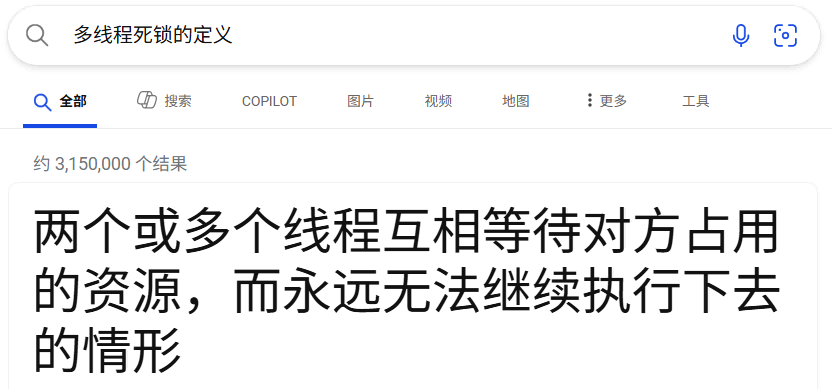 多线程死锁的定义
全部 搜索 COPILOT 图片 视频 地图 更多 工具
约 3,150,000 个结果
两个或多个线程互相等待对方占用
的资源，而永远无法继续执行下去
的情形